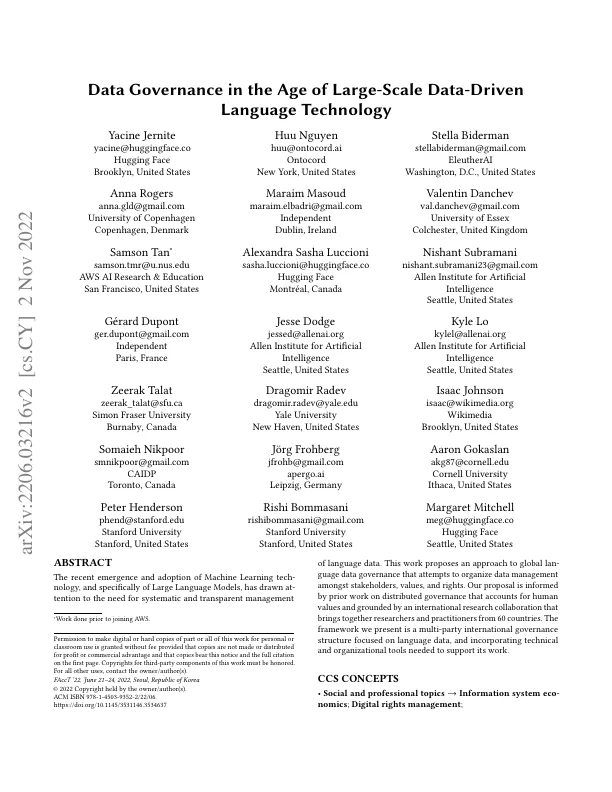 arXiv:2206.03216v2 [cs.CY] 2 Nov 2022
Data Governance in the Age of Large-Scale Data-Driven
Language Technology
Yacine Jernite
yacine@huggingface.co
Hugging Face
Brooklyn, United States
Huu Nguyen
huu@ontocord.ai
Ontocord
New York, United States
Stella Biderman
stellabiderman@gmail.com
EleutherAI
Washington, D.C., United States
Anna Rogers
anna.gld@gmail.com
University of Copenhagen
Copenhagen, Denmark
Maraim Masoud
maraim.elbadri@gmail.com
Independent
Dublin, Ireland
Valentin Danchev
val.danchev@gmail.com
University of Essex
Colchester, United Kingdom
Samson Tan*
samson.tmr@u.nus.edu
AWS AI Research & Education
San Francisco, United States
Alexandra Sasha Luccioni
sasha.luccioni@huggingface.co
Hugging Face
Montréal, Canada
Nishant Subramani
nishant.subramani23@gmail.com
Allen Institute for Artificial
Intelligence
Seattle, United States
Gérard Dupont
ger.dupont@gmail.com
Independent
Paris, France
Jesse Dodge
jessed@allenai.org
Allen Institute for Artificial
Intelligence
Seattle, United States
Kyle Lo
kylel@allenai.org
Allen Institute for Artificial
Intelligence
Seattle, United States
Zeerak Talat
zeerak_talat@sfu.ca
Simon Fraser University
Burnaby, Canada
Dragomir Radev
dragomir.radev@yale.edu
Yale University
New Haven, United States
Isaac Johnson
isaac@wikimedia.org
Wikimedia
Brooklyn, United States
Somaieh Nikpoor
smnikpoor@gmail.com
CAIDP
Toronto, Canada
Jörg Frohberg
jfrohb@gmail.com
apergo.ai
Leipzig, Germany
Aaron Gokaslan
akg87@cornell.edu
Cornell University
Ithaca, United States
Peter Henderson
phend@stanford.edu
Stanford University
Stanford, United States
Rishi Bommasani
rishibommasani@gmail.com
Stanford University
Stanford, United States
Margaret Mitchell
meg@huggingface.co
Hugging Face
Seattle, United States
ABSTRACT
The recent emergence and adoption of Machine Learning tech-
nology, and specifically of Large Language Models, has drawn at-
tention to the need for systematic and transparent management
*Work done prior to joining AWS.
Permission to make digital or hard copies of part or all of this work for personal or
classroom use is granted without fee provided that copies are not made or distributed
for profit or commercial advantage and that copies bear this notice and the full citation
on the first page. Copyrights for third-party components of this work must be honored.
For all other uses, contact the owner/author(s).
FAccT '22, June 21–24, 2022, Seoul, Republic of Korea
© 2022 Copyright held by the owner/author(s).
ACM ISBN 978-1-4503-9352-2/22/06.
https://doi.org/10.1145/3531146.3534637
of language data. This work proposes an approach to global lan-
guage data governance that attempts to organize data management
amongst stakeholders, values, and rights. Our proposal is informed
by prior work on distributed governance that accounts for human
values and grounded by an international research collaboration that
brings together researchers and practitioners from 60 countries. The
framework we present is a multi-party international governance
structure focused on language data, and incorporating technical
and organizational tools needed to support its work.
CCS CONCEPTS
• Social and professional topics → Information system eco-
nomics; Digital rights management;